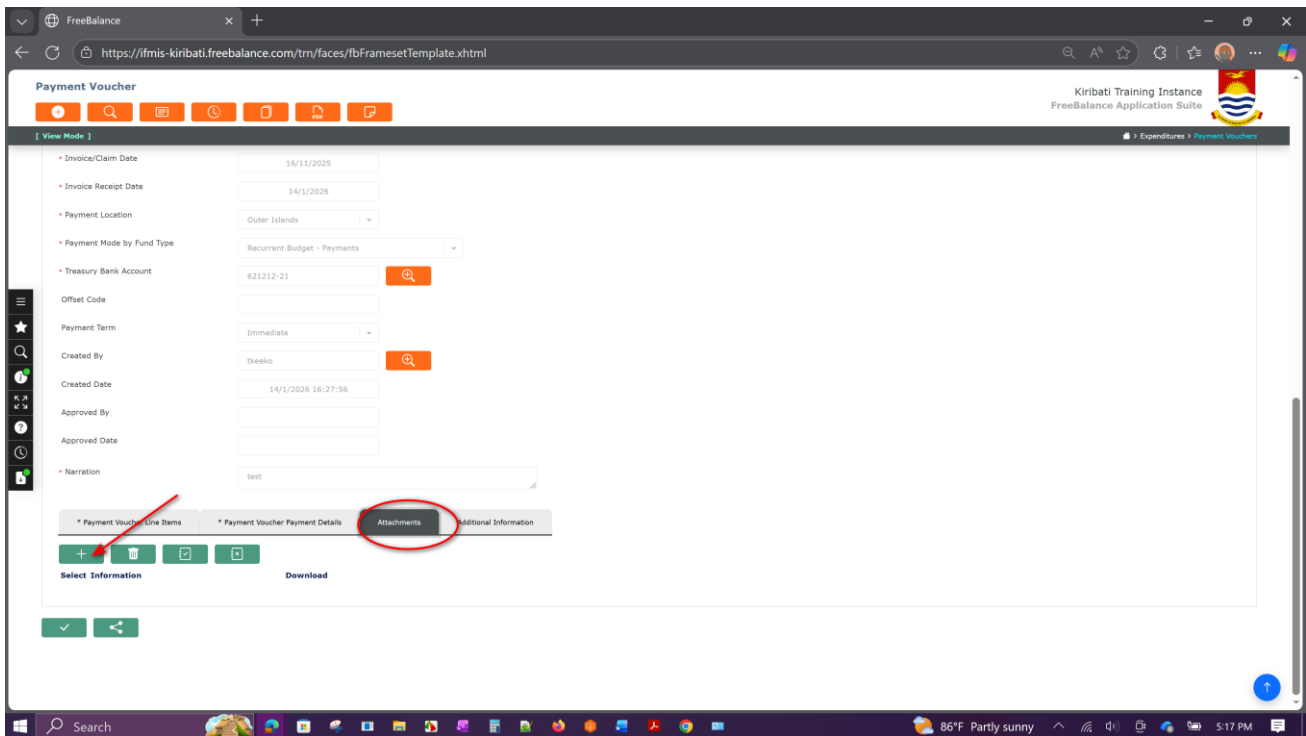 FreeBalance
https://ifmis-kiribati.freebalance.com/trn/faces/fbFramesetTemplate.xhtml
Payment Voucher
Kiribati Training Instance
FreeBalance Application Suite
PDF
[ View Mode ]
> Expenditures > Payment Vouchers
* Invoice/Claim Date 16/11/2025
* Invoice Receipt Date 14/1/2026
* Payment Location Outer Islands
* Payment Mode by Fund Type Recurrent Budget - Payments
* Treasury Bank Account 621212-21
Offset Code
Payment Term Immediate
Created By tkeeko
Created Date 14/1/2026 16:27:56
Approved By
Approved Date
* Narration test
* Payment Voucher Line Items * Payment Voucher Payment Details Attachments Additional Information
Select Information Download
Search 86°F Partly sunny 5:17 PM